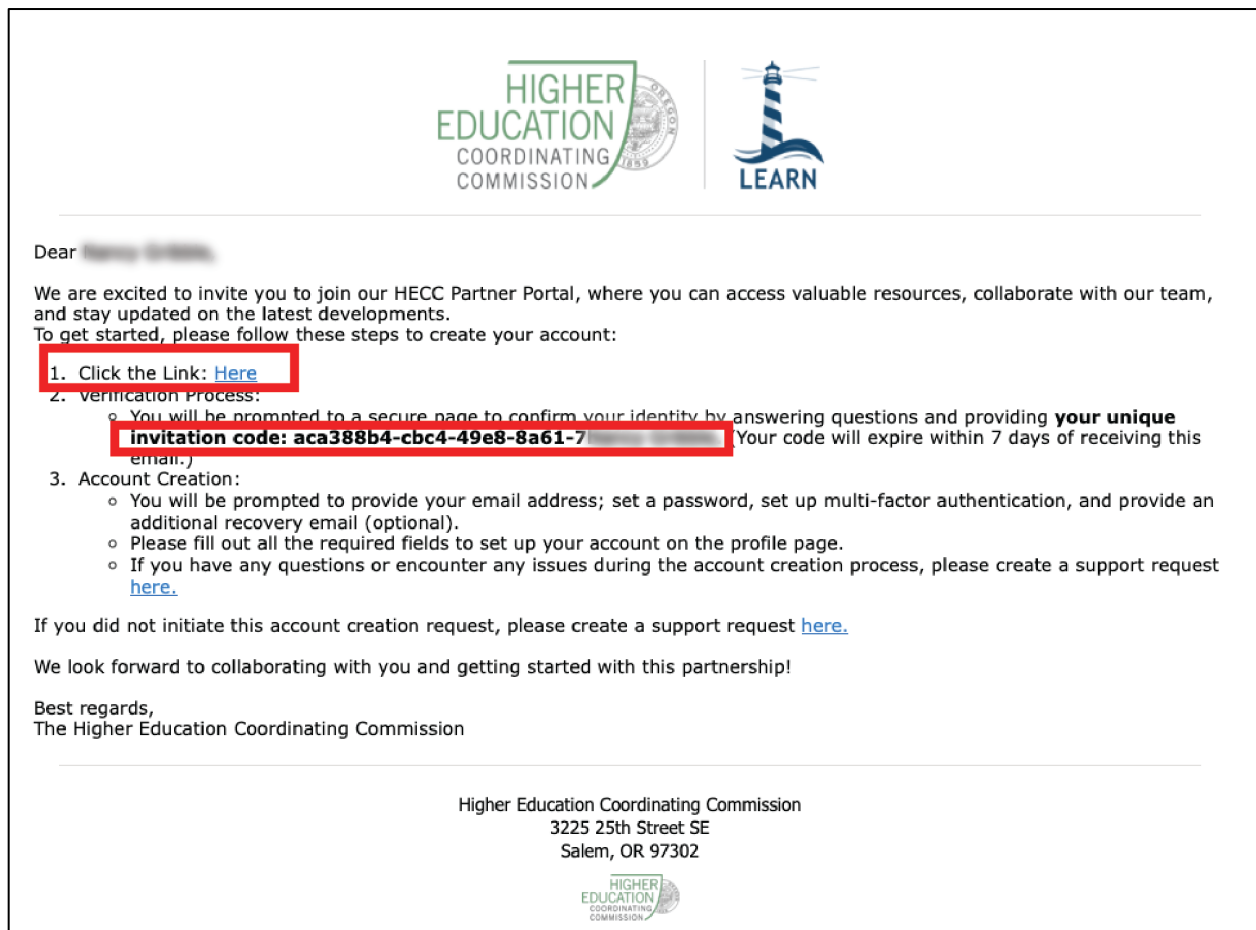 HIGHER
EDUCATION
COORDINATING
COMMISSION
OREGON
1859
LEARN
Dear
We are excited to invite you to join our HECC Partner Portal, where you can access valuable resources, collaborate with our team,
and stay updated on the latest developments.
To get started, please follow these steps to create your account:
1. Click the Link: Here
2. Verification Process:
You will be prompted to a secure page to confirm your identity by answering questions and providing your unique
invitation code: aca388b4-cbc4-49e8-8a61-7 (Your code will expire within 7 days of receiving this
email.)
3. Account Creation:
You will be prompted to provide your email address; set a password, set up multi-factor authentication, and provide an
additional recovery email (optional).
Please fill out all the required fields to set up your account on the profile page.
If you have any questions or encounter any issues during the account creation process, please create a support request
here.
If you did not initiate this account creation request, please create a support request here.
We look forward to collaborating with you and getting started with this partnership!
Best regards,
The Higher Education Coordinating Commission
Higher Education Coordinating Commission
3225 25th Street SE
Salem, OR 97302
HIGHER
EDUCATION
COORDINATING
COMMISSION